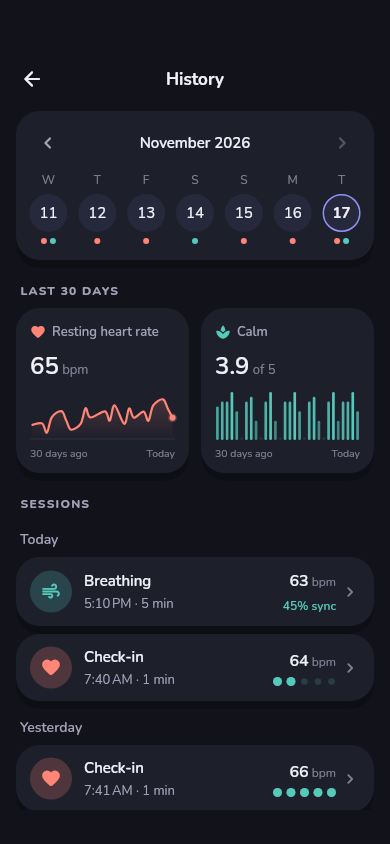 History
November 2026
W T F S S M T
11 12 13 14 15 16 17
LAST 30 DAYS
Resting heart rate
65 bpm
30 days ago Today
Calm
3.9 of 5
30 days ago Today
SESSIONS
Today
Breathing
5:10 PM · 5 min
63 bpm
45% sync
Check-in
7:40 AM · 1 min
64 bpm
Yesterday
Check-in
7:41 AM · 1 min
66 bpm